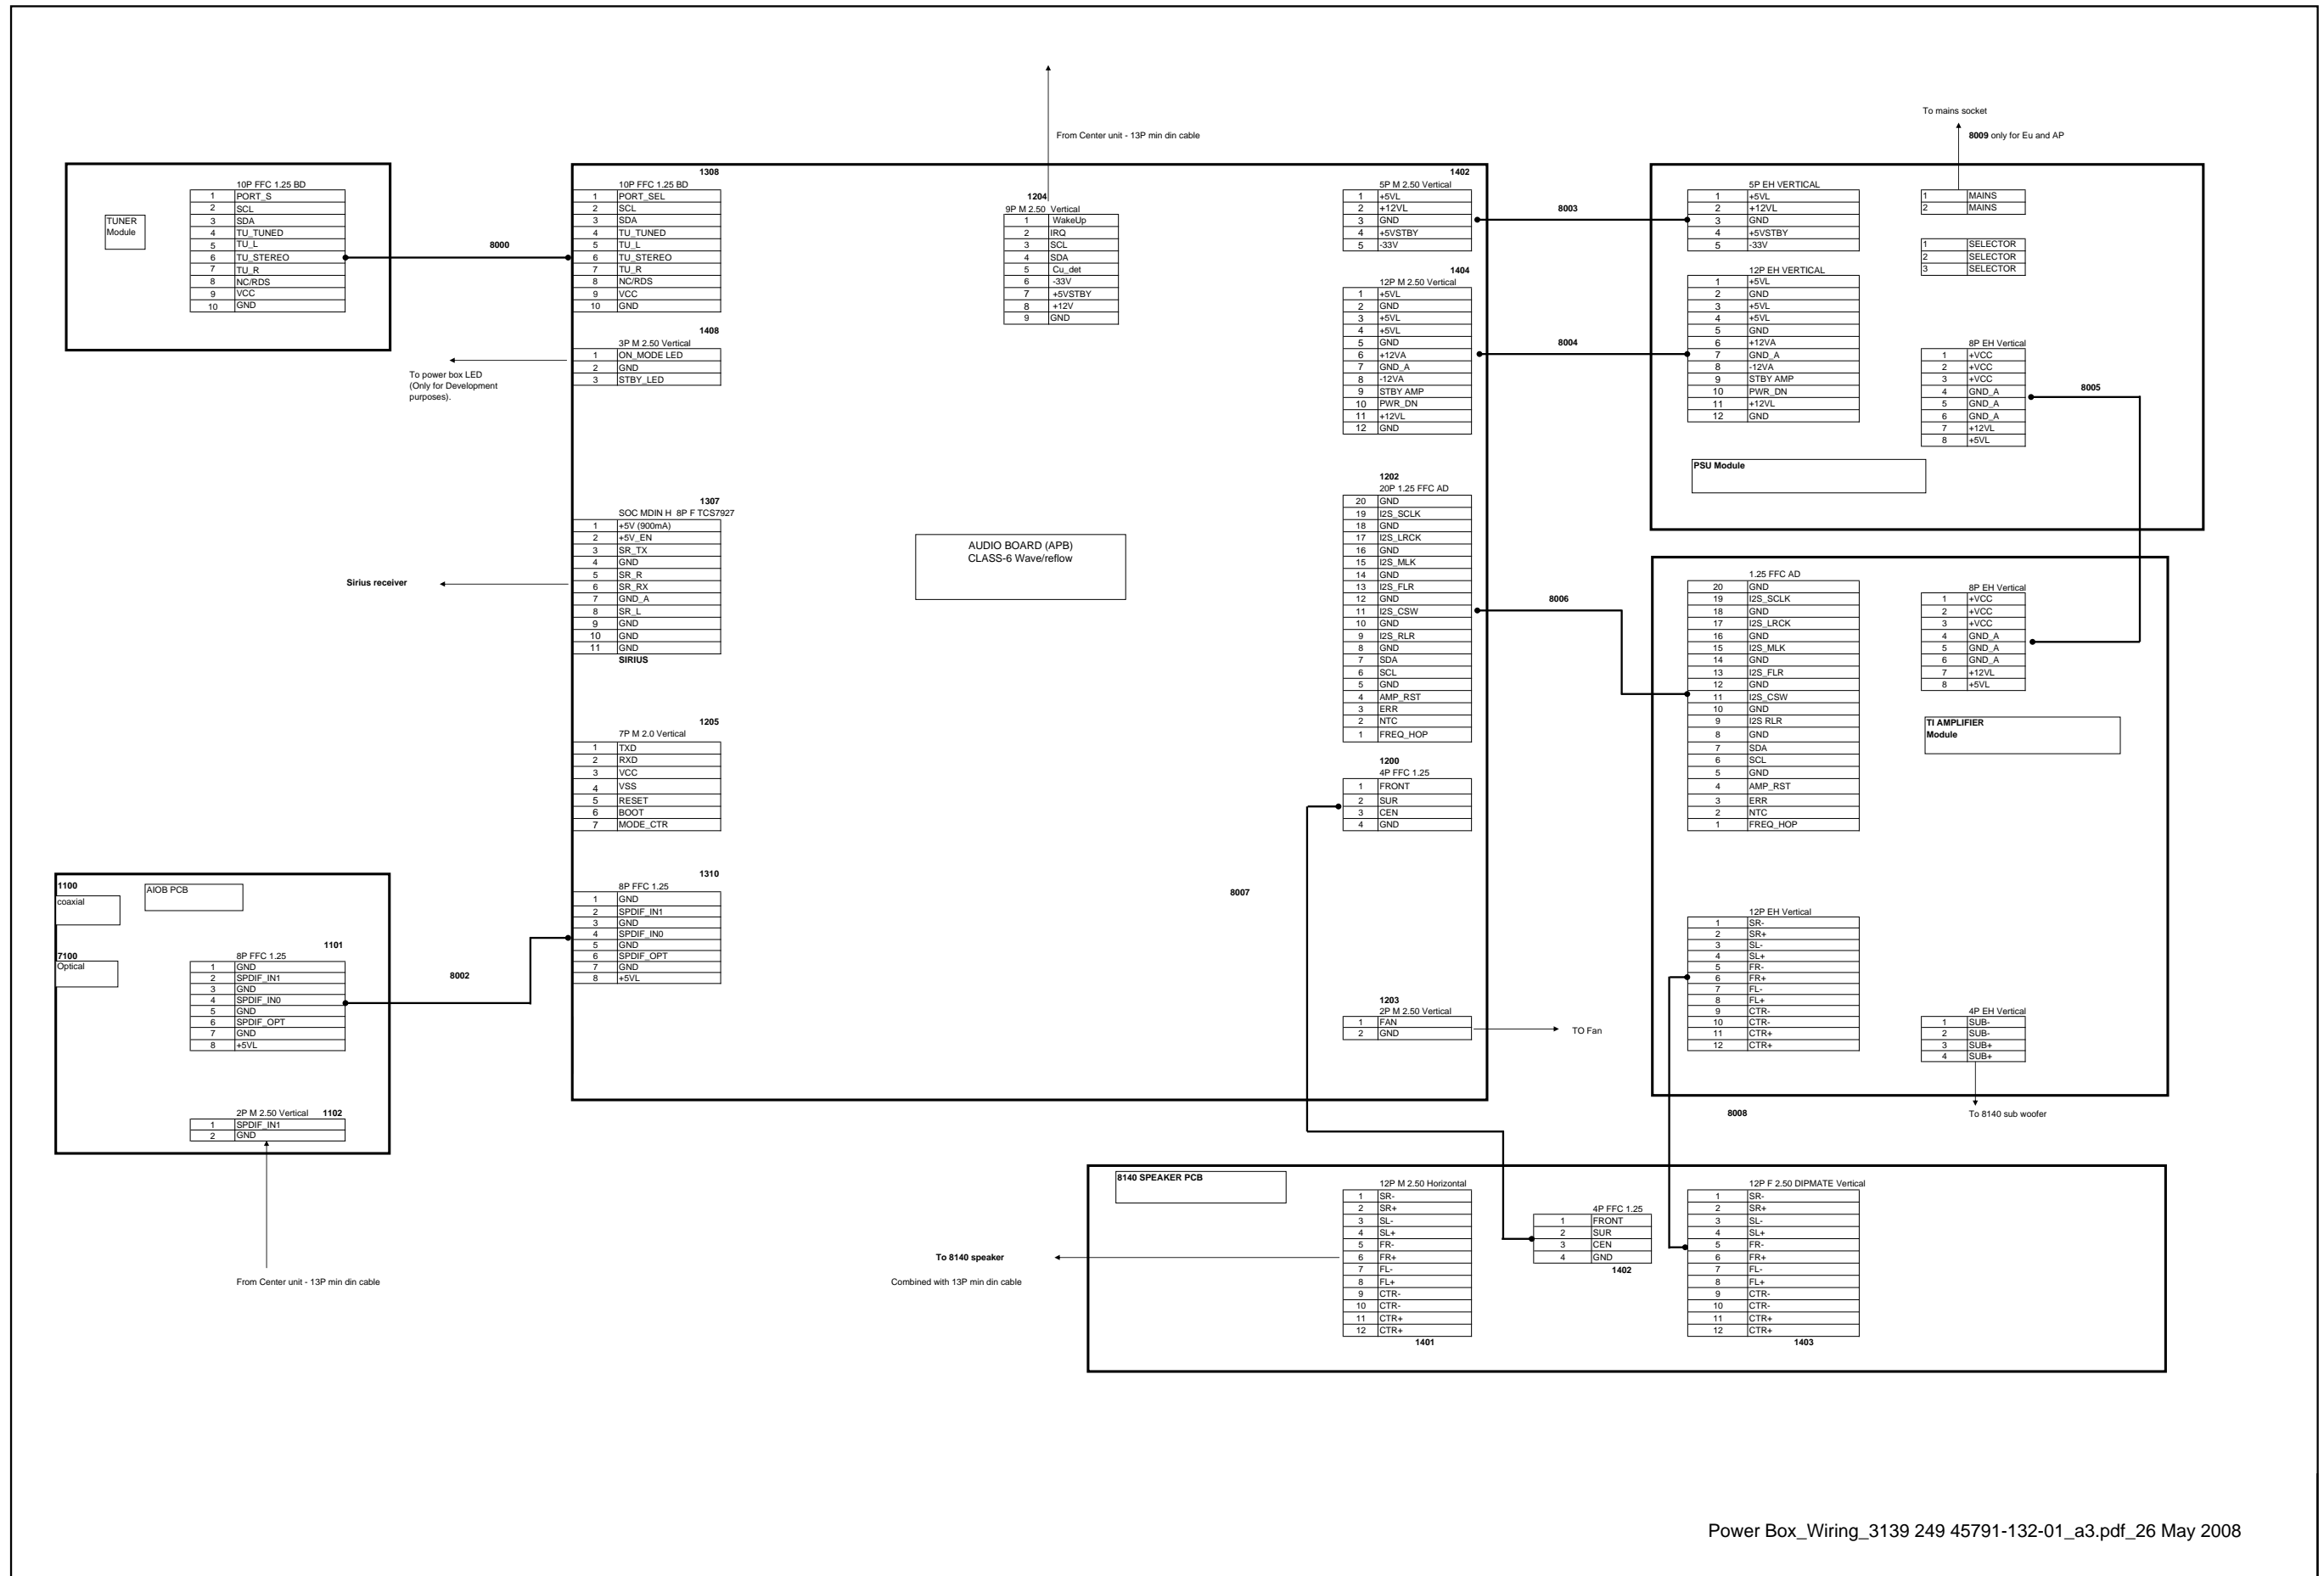 From Center unit - 13P min din cable
To mains socket
8009 only for Eu and AP
TUNER
Module
10P FFC 1.25 BD
1 PORT_S
2 SCL
3 SDA
4 TU_TUNED
5 TU_L
6 TU_STEREO
7 TU_R
8 NC/RDS
9 VCC
10 GND
8000
1308
10P FFC 1.25 BD
1 PORT_SEL
2 SCL
3 SDA
4 TU_TUNED
5 TU_L
6 TU_STEREO
7 TU_R
8 NC/RDS
9 VCC
10 GND
1408
3P M 2.50 Vertical
1 ON_MODE LED
2 GND
3 STBY_LED
To power box LED
(Only for Development
purposes).
1204
9P M 2.50 Vertical
1 WakeUp
2 IRQ
3 SCL
4 SDA
5 Cu_det
6 -33V
7 +5VSTBY
8 +12V
9 GND
1402
5P M 2.50 Vertical
1 +5VL
2 +12VL
3 GND
4 +5VSTBY
5 -33V
8003
1404
12P M 2.50 Vertical
1 +5VL
2 GND
3 +5VL
4 +5VL
5 GND
6 +12VA
7 GND_A
8 -12VA
9 STBY AMP
10 PWR_DN
11 +12VL
12 GND
8004
5P EH VERTICAL
1 +5VL
2 +12VL
3 GND
4 +5VSTBY
5 -33V
12P EH VERTICAL
1 +5VL
2 GND
3 +5VL
4 +5VL
5 GND
6 +12VA
7 GND_A
8 -12VA
9 STBY AMP
10 PWR_DN
11 +12VL
12 GND
1 MAINS
2 MAINS
1 SELECTOR
2 SELECTOR
3 SELECTOR
8P EH Vertical
1 +VCC
2 +VCC
3 +VCC
4 GND_A
5 GND_A
6 GND_A
7 +12VL
8 +5VL
8005
PSU Module
1307
SOC MDIN H 8P F TCS7927
1 +5V (900mA)
2 +5V_EN
3 SR_TX
4 GND
5 SR_R
6 SR_RX
7 GND_A
8 SR_L
9 GND
10 GND
11 GND
SIRIUS
Sirius receiver
AUDIO BOARD (APB)
CLASS-6 Wave/reflow
1202
20P 1.25 FFC AD
20 GND
19 I2S_SCLK
18 GND
17 I2S_LRCK
16 GND
15 I2S_MLK
14 GND
13 I2S_FLR
12 GND
11 I2S_CSW
10 GND
9 I2S_RLR
8 GND
7 SDA
6 SCL
5 GND
4 AMP_RST
3 ERR
2 NTC
1 FREQ_HOP
8006
1.25 FFC AD
20 GND
19 I2S_SCLK
18 GND
17 I2S_LRCK
16 GND
15 I2S_MLK
14 GND
13 I2S_FLR
12 GND
11 I2S_CSW
10 GND
9 I2S RLR
8 GND
7 SDA
6 SCL
5 GND
4 AMP_RST
3 ERR
2 NTC
1 FREQ_HOP
8P EH Vertical
1 +VCC
2 +VCC
3 +VCC
4 GND_A
5 GND_A
6 GND_A
7 +12VL
8 +5VL
TI AMPLIFIER
Module
1205
7P M 2.0 Vertical
1 TXD
2 RXD
3 VCC
4 VSS
5 RESET
6 BOOT
7 MODE_CTR
1200
4P FFC 1.25
1 FRONT
2 SUR
3 CEN
4 GND
8007
1100
coaxial
AIOB PCB
7100
Optical
1101
8P FFC 1.25
1 GND
2 SPDIF_IN1
3 GND
4 SPDIF_IN0
5 GND
6 SPDIF_OPT
7 GND
8 +5VL
8002
1310
8P FFC 1.25
1 GND
2 SPDIF_IN1
3 GND
4 SPDIF_IN0
5 GND
6 SPDIF_OPT
7 GND
8 +5VL
1203
2P M 2.50 Vertical
1 FAN
2 GND
TO Fan
12P EH Vertical
1 SR-
2 SR+
3 SL-
4 SL+
5 FR-
6 FR+
7 FL-
8 FL+
9 CTR-
10 CTR-
11 CTR+
12 CTR+
4P EH Vertical
1 SUB-
2 SUB-
3 SUB+
4 SUB+
8008
To 8140 sub woofer
2P M 2.50 Vertical 1102
1 SPDIF_IN1
2 GND
From Center unit - 13P min din cable
8140 SPEAKER PCB
To 8140 speaker
Combined with 13P min din cable
12P M 2.50 Horizontal
1 SR-
2 SR+
3 SL-
4 SL+
5 FR-
6 FR+
7 FL-
8 FL+
9 CTR-
10 CTR-
11 CTR+
12 CTR+
1401
4P FFC 1.25
1 FRONT
2 SUR
3 CEN
4 GND
1402
12P F 2.50 DIPMATE Vertical
1 SR-
2 SR+
3 SL-
4 SL+
5 FR-
6 FR+
7 FL-
8 FL+
9 CTR-
10 CTR-
11 CTR+
12 CTR+
1403
Power Box_Wiring_3139 249 45791-132-01_a3.pdf_26 May 2008